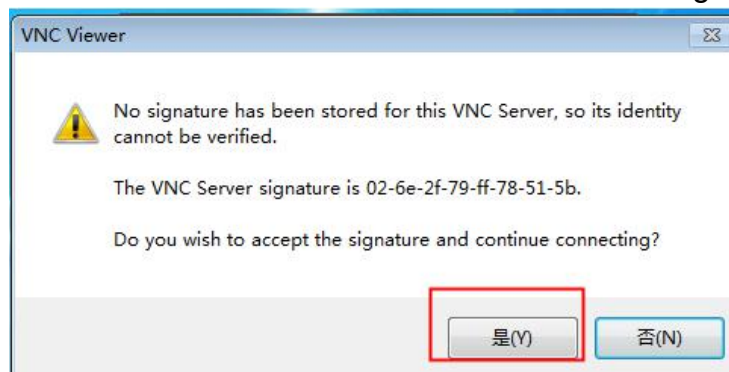 VNC Viewer
No signature has been stored for this VNC Server, so its identity
cannot be verified.
The VNC Server signature is 02-6e-2f-79-ff-78-51-5b.
Do you wish to accept the signature and continue connecting?
是(Y)
否(N)